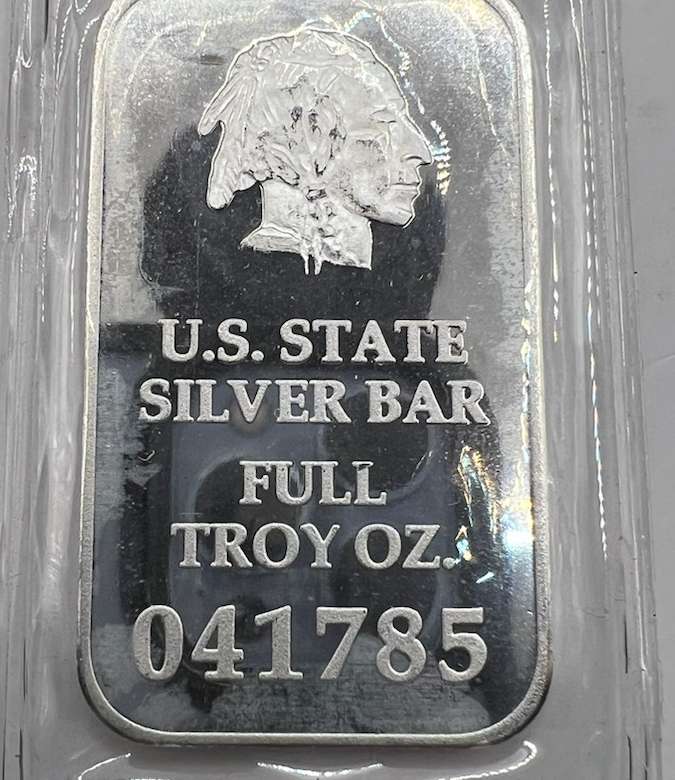 U.S. STATE
SILVER BAR
FULL
TROY OZ.
041785